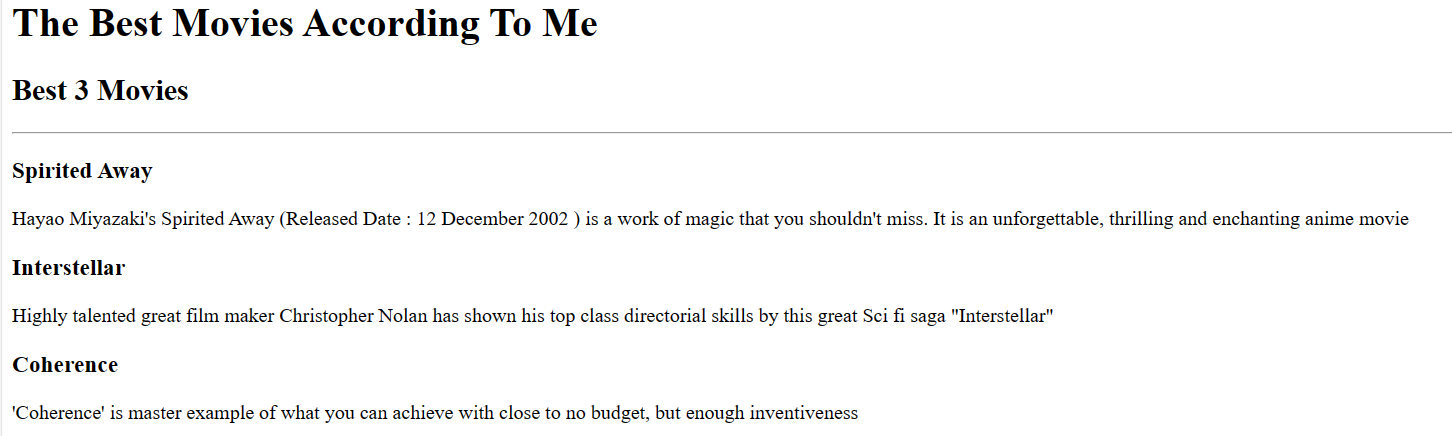 The Best Movies According To Me
Best 3 Movies
Spirited Away
Hayao Miyazaki's Spirited Away (Released Date : 12 December 2002 ) is a work of magic that you shouldn't miss. It is an unforgettable, thrilling and enchanting anime movie
Interstellar
Highly talented great film maker Christopher Nolan has shown his top class directorial skills by this great Sci fi saga "Interstellar"
Coherence
'Coherence' is master example of what you can achieve with close to no budget, but enough inventiveness